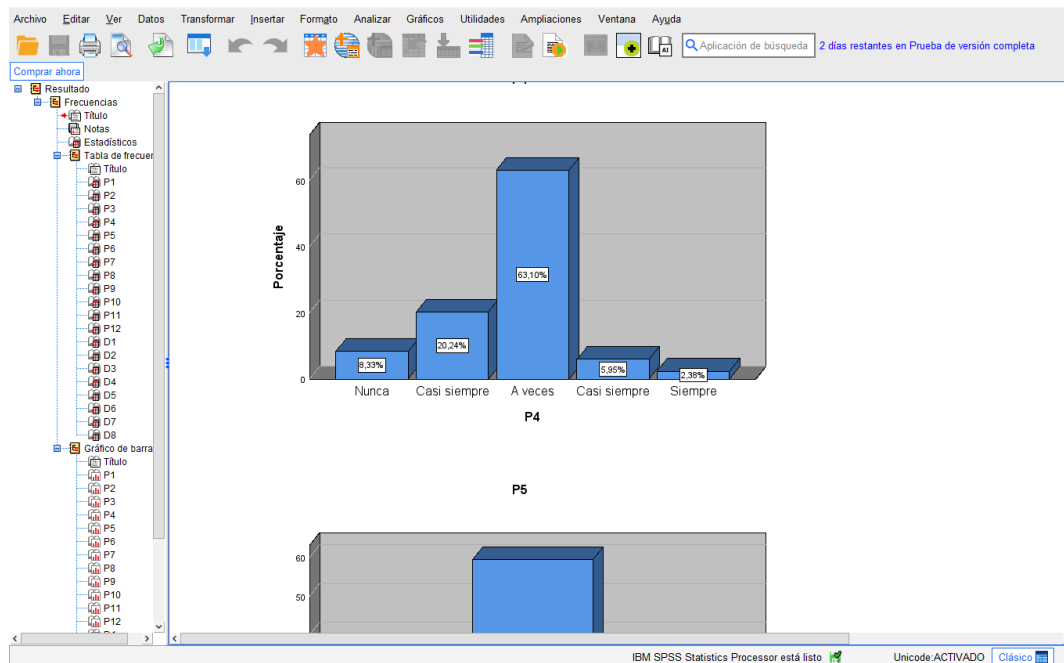 Archivo Editar Ver Datos Transformar Insertar Formato Analizar Gráficos Utilidades Ampliaciones Ventana Ayuda
Aplicación de búsqueda 2 días restantes en Prueba de versión completa
AI
Comprar ahora
Resultado
Frecuencias
Título
Notas
Estadísticos
Tabla de frecuen
Título
P1
P2
P3
P4
P5
P6
P7
P8
P9
P10
P11
P12
D1
D2
D3
D4
D5
D6
D7
D8
Gráfico de barra
Título
P1
P2
P3
P4
P5
P6
P7
P8
P9
P10
P11
P12
Porcentaje
60
40
20
0
8,33%
20,24%
63,10%
5,95%
2,38%
Nunca Casi siempre A veces Casi siempre Siempre
P4
P5
60
50
IBM SPSS Statistics Processor está listo Unicode:ACTIVADO Clásico